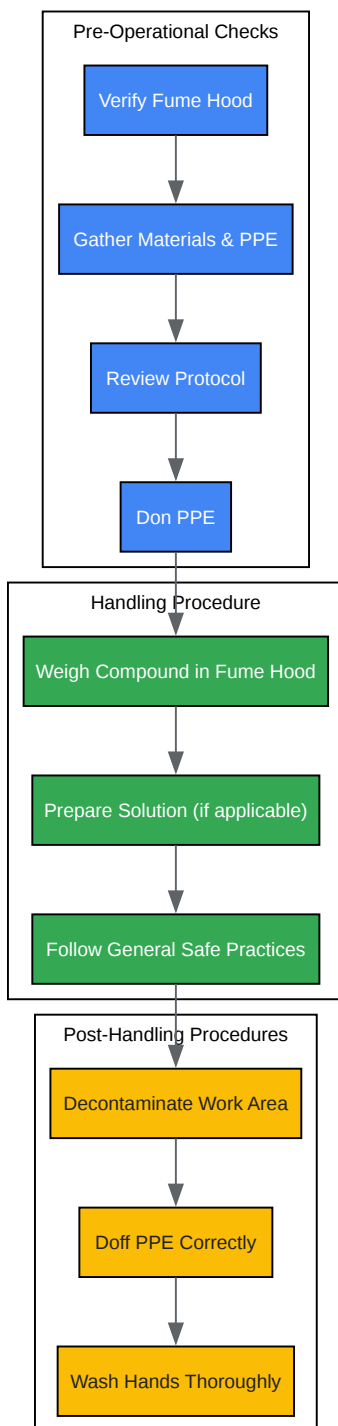 Pre-Operational Checks
Verify Fume Hood
Gather Materials & PPE
Review Protocol
Don PPE
Handling Procedure
Weigh Compound in Fume Hood
Prepare Solution (if applicable)
Follow General Safe Practices
Post-Handling Procedures
Decontaminate Work Area
Doff PPE Correctly
Wash Hands Thoroughly